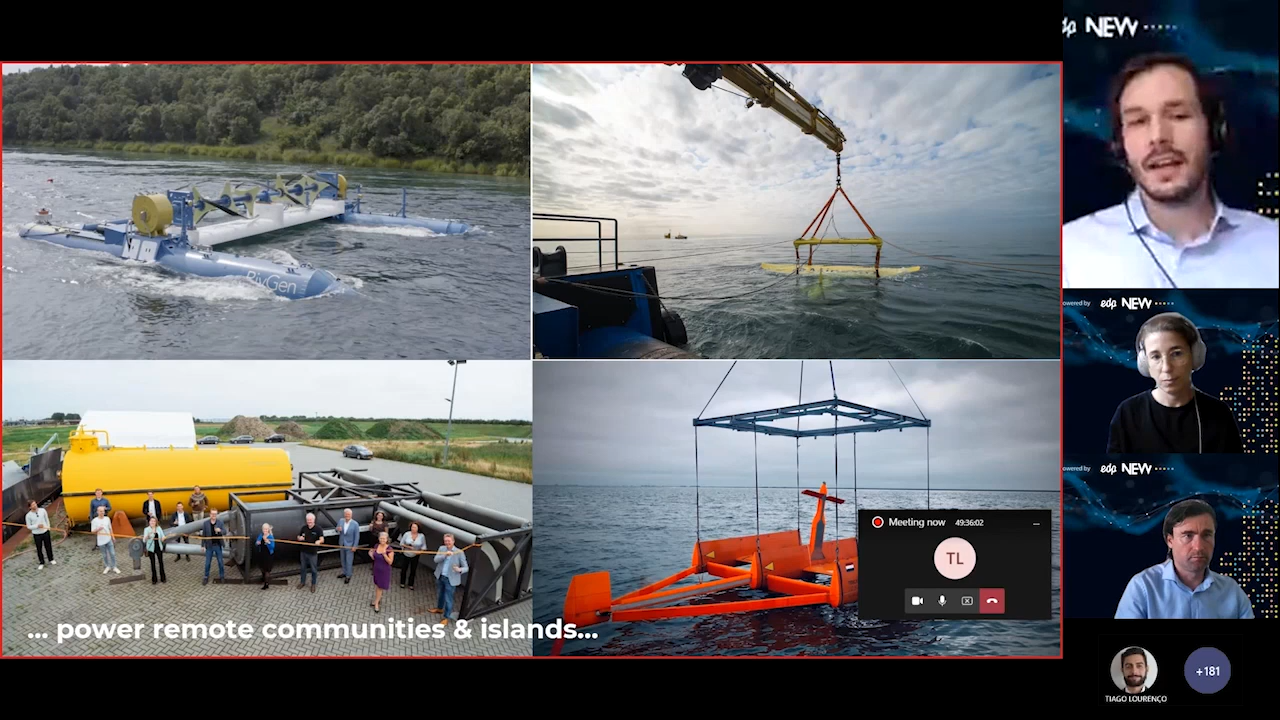 edp NEW
RivGen
Meeting now 49:36:02
TL
... power remote communities & islands...
powered by edp NEW
powered by edp NEW
TIAGO LOURENÇO
+181